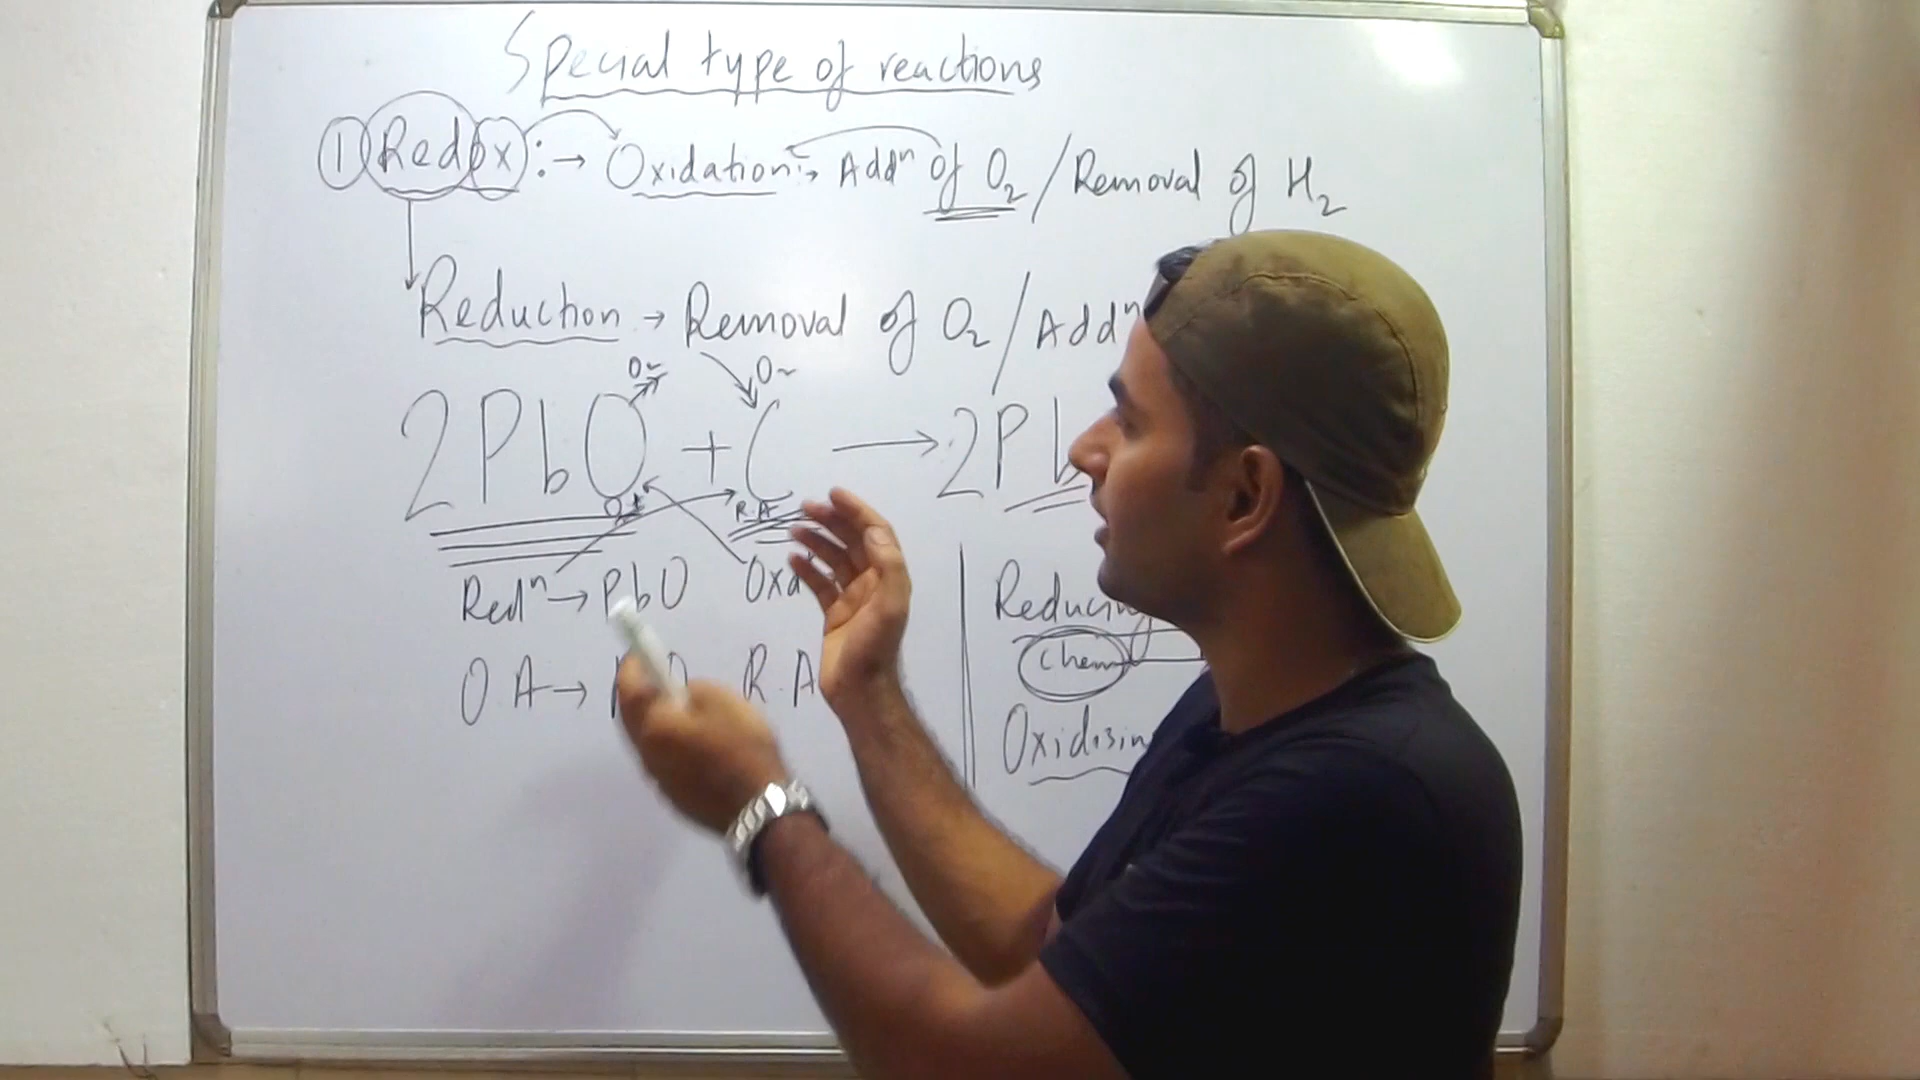 Special type of reactions
1 Redox :→ Oxidation :→ Addⁿ of O₂ / Removal of H₂
Reduction → Removal of O₂ / Addⁿ
O₂ O₂
2PbO + C → 2Pb
O.A R.A
Redⁿ → PbO Oxdⁿ
O A → R.A
Reducing
Chem
Oxidisin